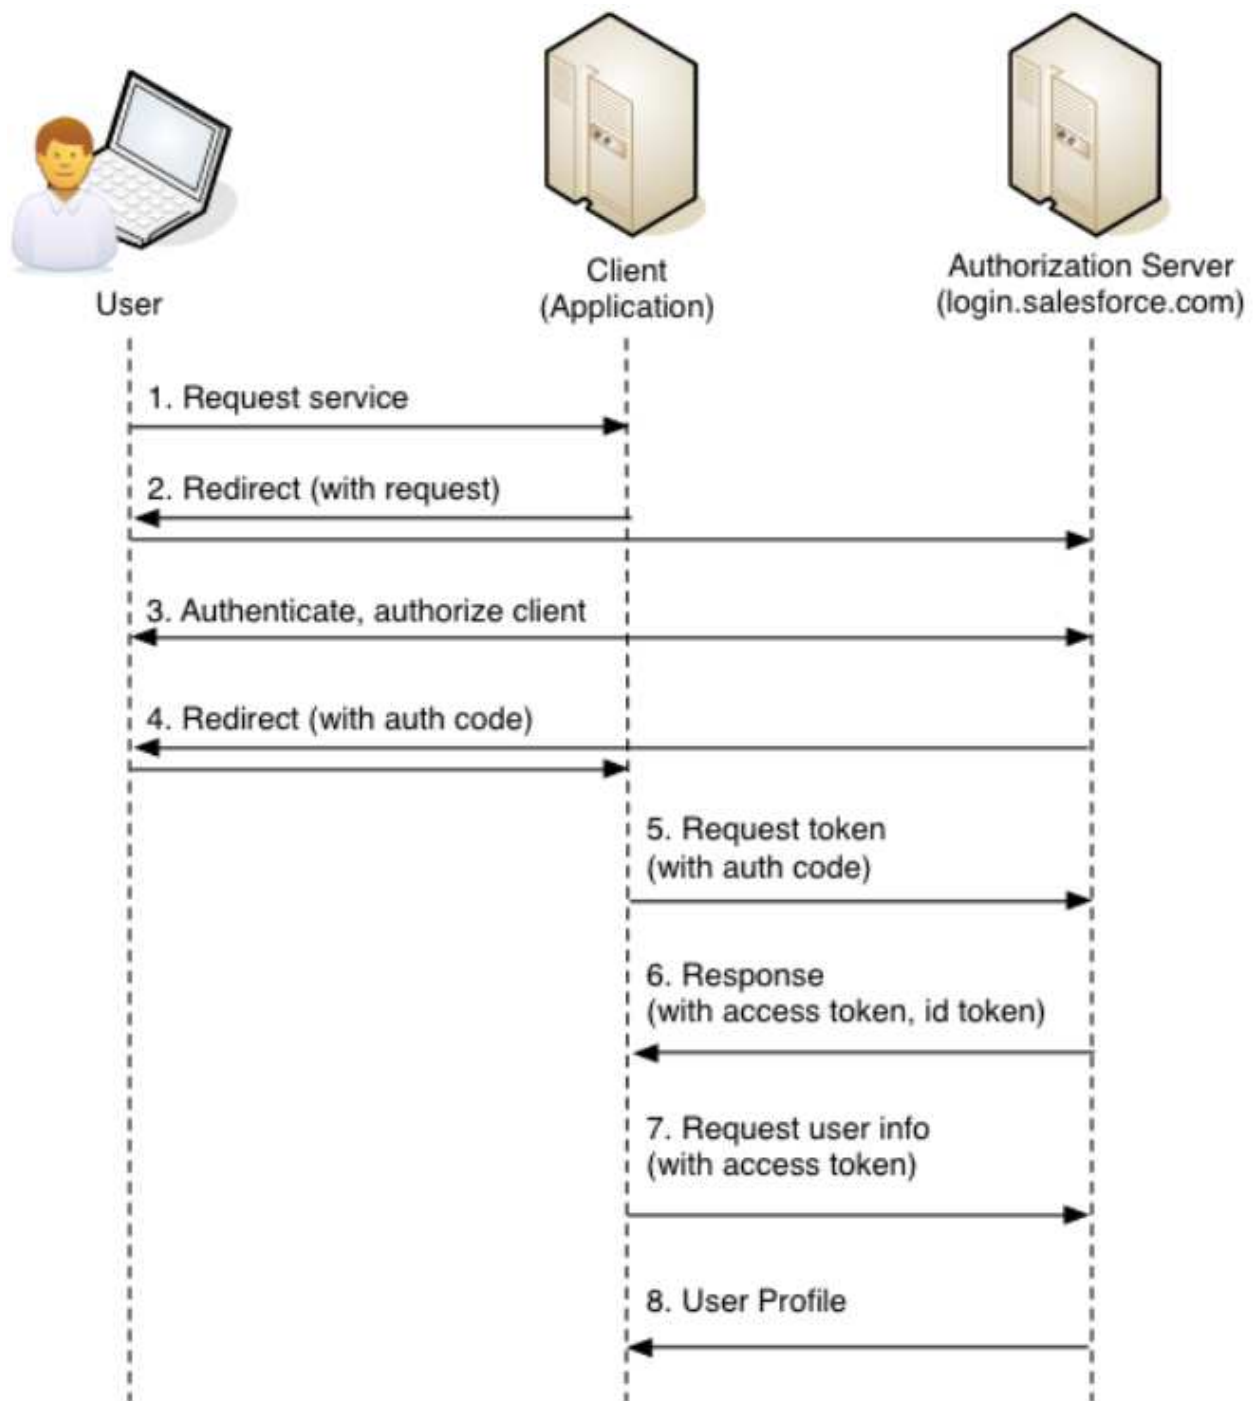 User
Client
(Application)
Authorization Server
(login.salesforce.com)
1. Request service
2. Redirect (with request)
3. Authenticate, authorize client
4. Redirect (with auth code)
5. Request token
(with auth code)
6. Response
(with access token, id token)
7. Request user info
(with access token)
8. User Profile